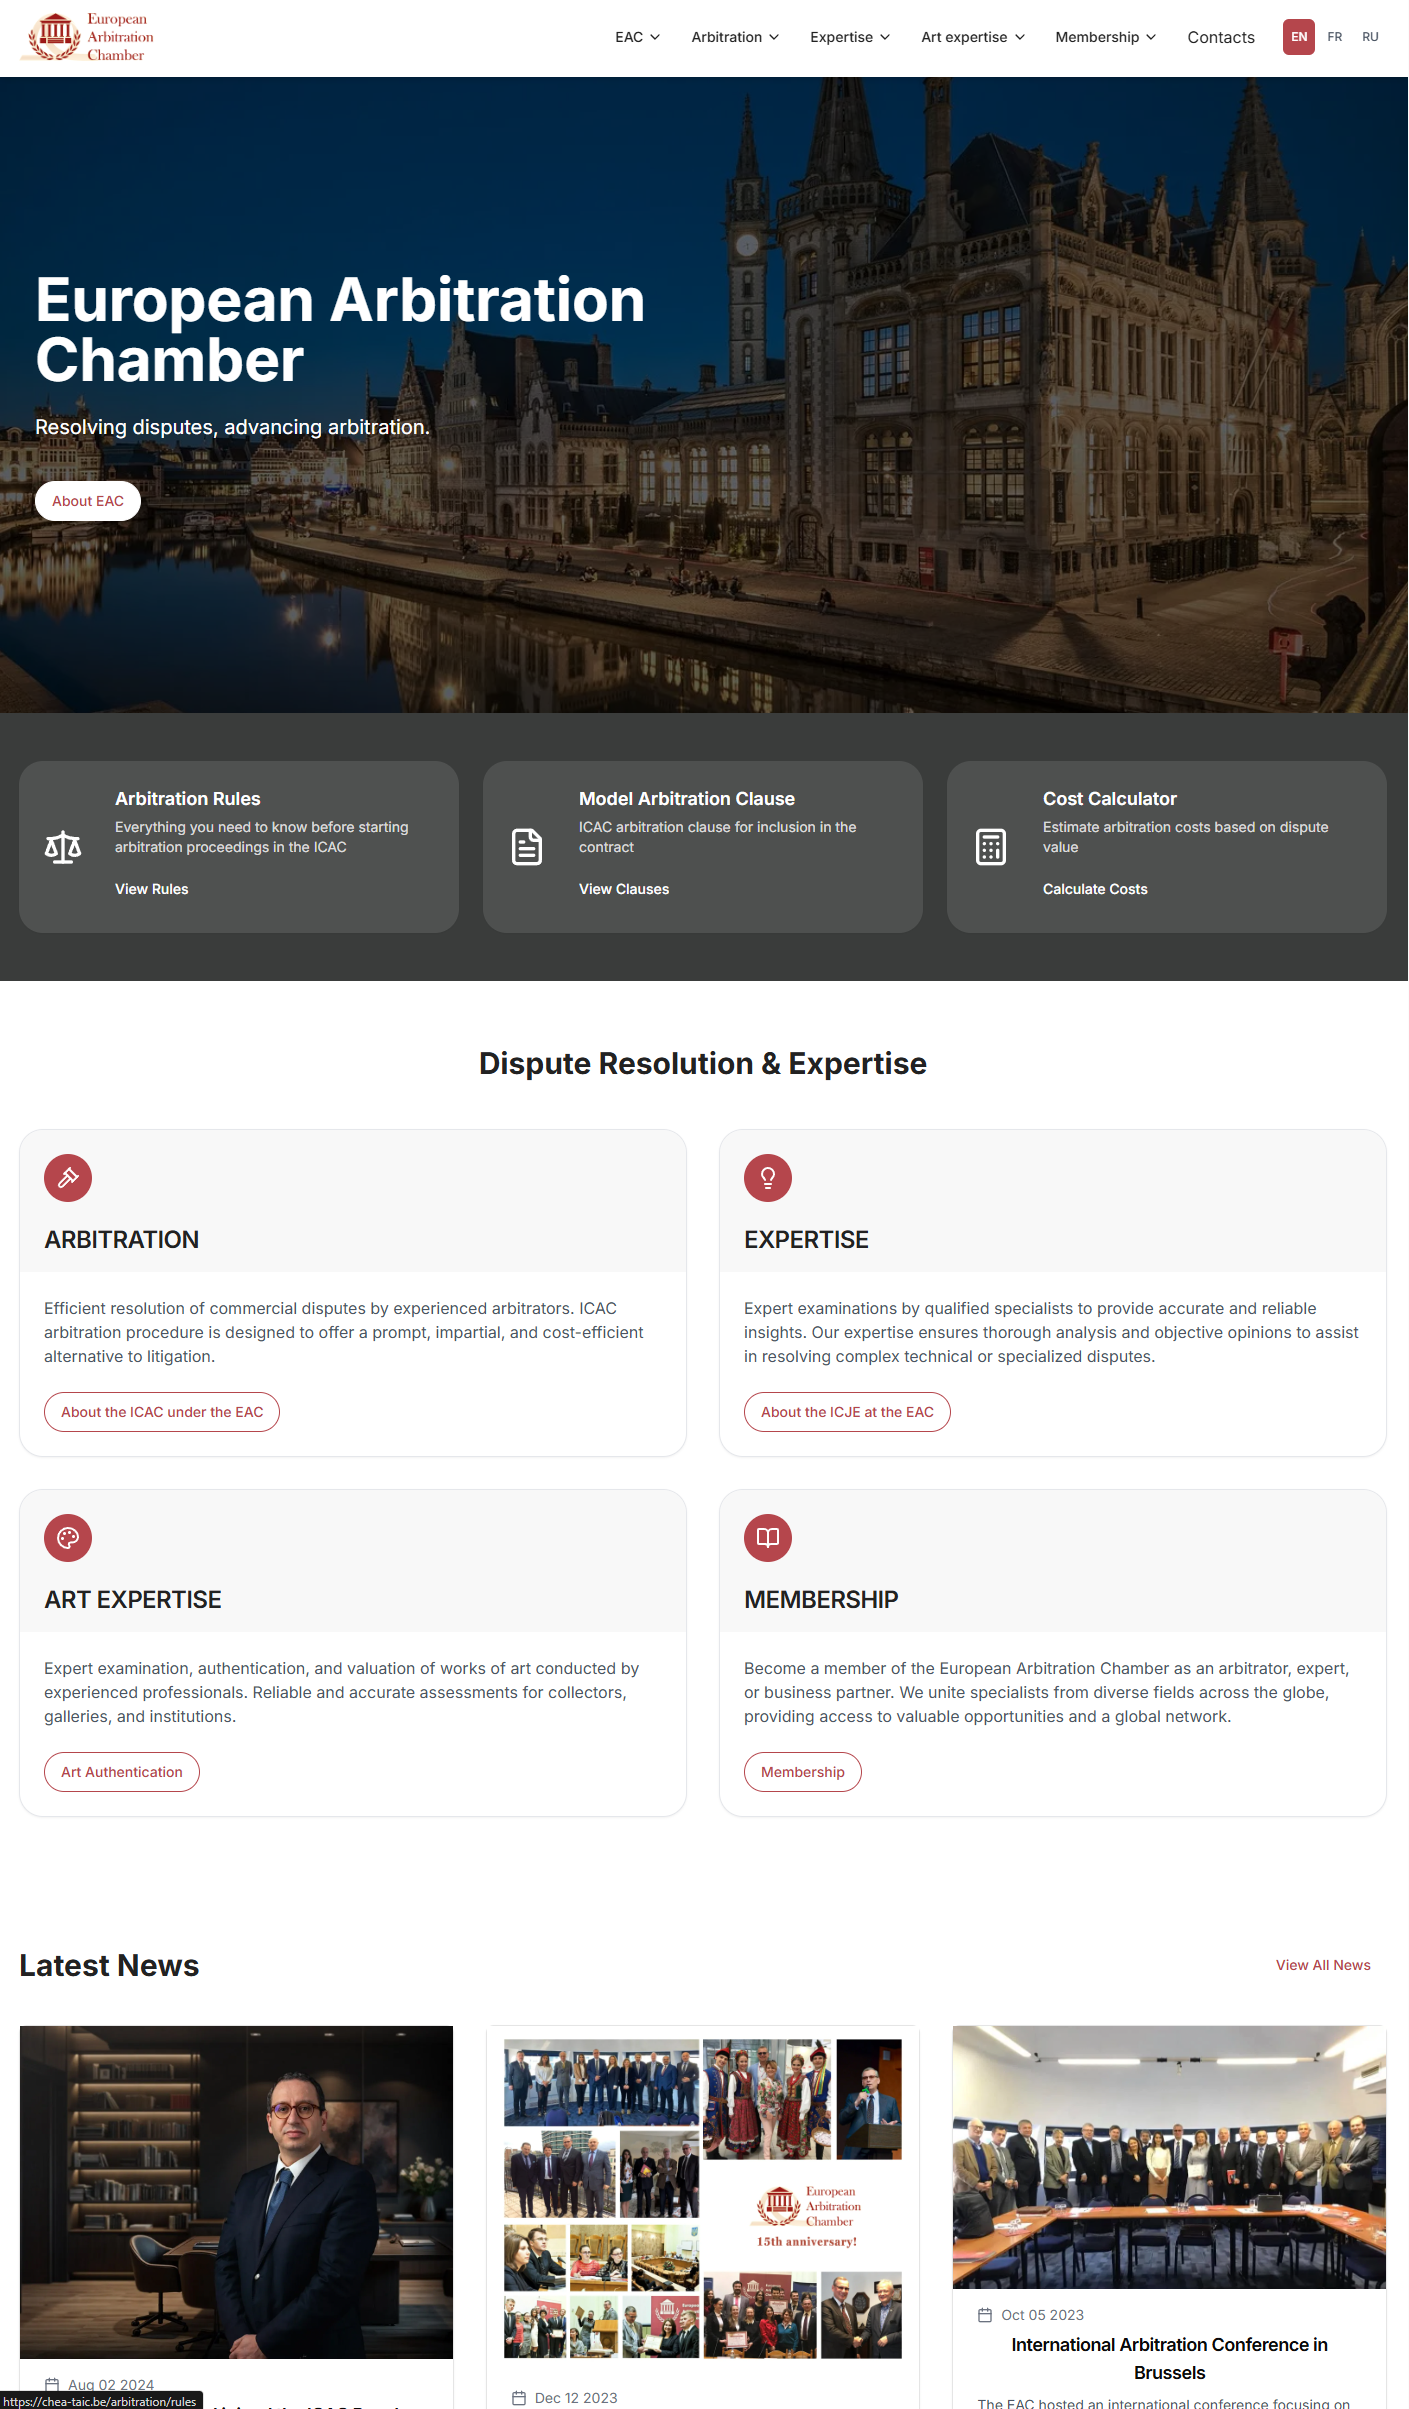 European
Arbitration
Chamber
EAC
Arbitration
Expertise
Art expertise
Membership
Contacts
EN
FR
RU
European Arbitration
Chamber
Resolving disputes, advancing arbitration.
About EAC
Arbitration Rules
Everything you need to know before starting
arbitration proceedings in the ICAC
View Rules
Model Arbitration Clause
ICAC arbitration clause for inclusion in the
contract
View Clauses
Cost Calculator
Estimate arbitration costs based on dispute
value
Calculate Costs
Dispute Resolution & Expertise
ARBITRATION
Efficient resolution of commercial disputes by experienced arbitrators. ICAC
arbitration procedure is designed to offer a prompt, impartial, and cost-efficient
alternative to litigation.
About the ICAC under the EAC
EXPERTISE
Expert examinations by qualified specialists to provide accurate and reliable
insights. Our expertise ensures thorough analysis and objective opinions to assist
in resolving complex technical or specialized disputes.
About the ICJE at the EAC
ART EXPERTISE
Expert examination, authentication, and valuation of works of art conducted by
experienced professionals. Reliable and accurate assessments for collectors,
galleries, and institutions.
Art Authentication
MEMBERSHIP
Become a member of the European Arbitration Chamber as an arbitrator, expert,
or business partner. We unite specialists from diverse fields across the globe,
providing access to valuable opportunities and a global network.
Membership
Latest News
View All News
European
Arbitration
Chamber
15th anniversary!
Aug 02 2024
Dec 12 2023
Oct 05 2023
International Arbitration Conference in
Brussels
The EAC hosted an international conference focusing on
https://chea-taic.be/arbitration/rules